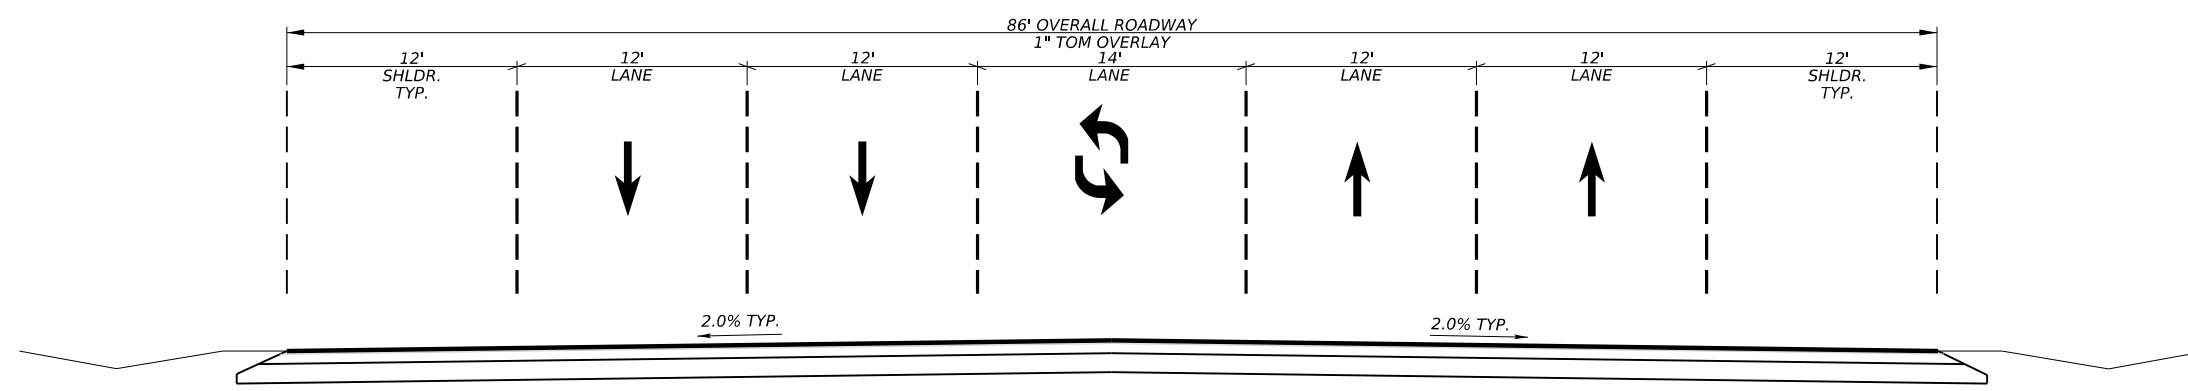 86' OVERALL ROADWAY
1" TOM OVERLAY
12'
SHLDR.
TYP.
12'
LANE
12'
LANE
14'
LANE
12'
LANE
12'
LANE
12'
SHLDR.
TYP.
2.0% TYP.
2.0% TYP.